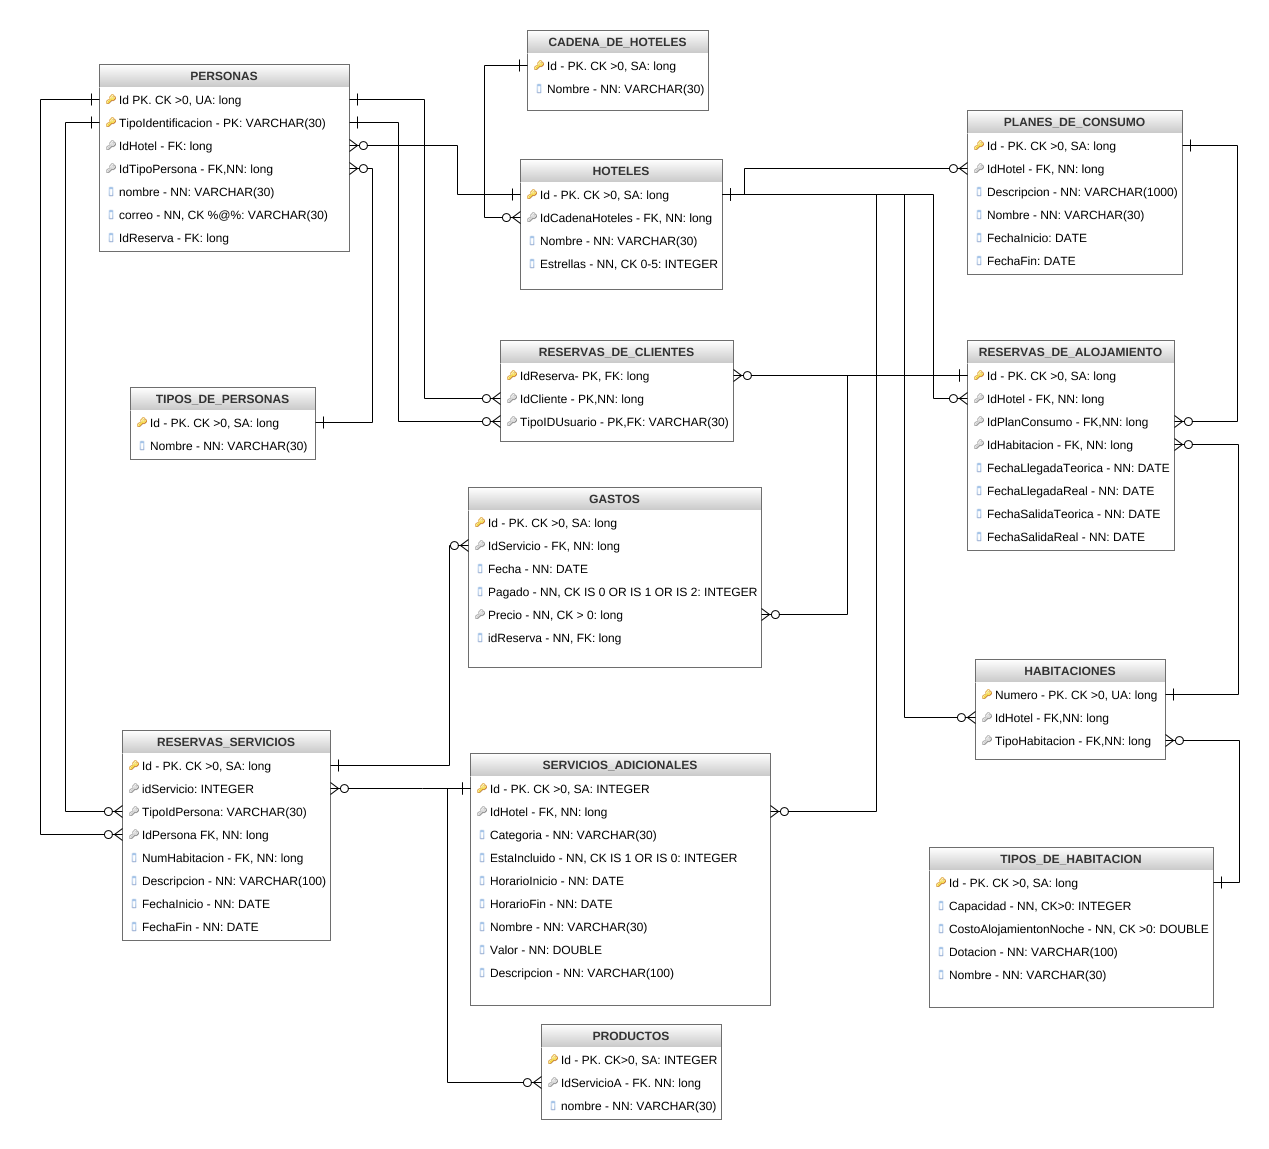 CADENA_DE_HOTELES
Id - PK. CK >0, SA: long
Nombre - NN: VARCHAR(30)
PERSONAS
Id PK. CK >0, UA: long
TipoIdentificacion - PK: VARCHAR(30)
IdHotel - FK: long
IdTipoPersona - FK,NN: long
nombre - NN: VARCHAR(30)
correo - NN, CK %@%: VARCHAR(30)
IdReserva - FK: long
HOTELES
Id - PK. CK >0, SA: long
IdCadenaHoteles - FK, NN: long
Nombre - NN: VARCHAR(30)
Estrellas - NN, CK 0-5: INTEGER
PLANES_DE_CONSUMO
Id - PK. CK >0, SA: long
IdHotel - FK, NN: long
Descripcion - NN: VARCHAR(1000)
Nombre - NN: VARCHAR(30)
FechaInicio: DATE
FechaFin: DATE
TIPOS_DE_PERSONAS
Id - PK. CK >0, SA: long
Nombre - NN: VARCHAR(30)
RESERVAS_DE_CLIENTES
IdReserva- PK, FK: long
IdCliente - PK,NN: long
TipoIDUsuario - PK,FK: VARCHAR(30)
RESERVAS_DE_ALOJAMIENTO
Id - PK. CK >0, SA: long
IdHotel - FK, NN: long
IdPlanConsumo - FK,NN: long
IdHabitacion - FK, NN: long
FechaLlegadaTeorica - NN: DATE
FechaLlegadaReal - NN: DATE
FechaSalidaTeorica - NN: DATE
FechaSalidaReal - NN: DATE
GASTOS
Id - PK. CK >0, SA: long
IdServicio - FK, NN: long
Fecha - NN: DATE
Pagado - NN, CK IS 0 OR IS 1 OR IS 2: INTEGER
Precio - NN, CK > 0: long
idReserva - NN, FK: long
HABITACIONES
Numero - PK. CK >0, UA: long
IdHotel - FK,NN: long
TipoHabitacion - FK,NN: long
RESERVAS_SERVICIOS
Id - PK. CK >0, SA: long
idServicio: INTEGER
TipoIdPersona: VARCHAR(30)
IdPersona FK, NN: long
NumHabitacion - FK, NN: long
Descripcion - NN: VARCHAR(100)
FechaInicio - NN: DATE
FechaFin - NN: DATE
SERVICIOS_ADICIONALES
Id - PK. CK >0, SA: INTEGER
IdHotel - FK, NN: long
Categoria - NN: VARCHAR(30)
EstaIncluido - NN, CK IS 1 OR IS 0: INTEGER
HorarioInicio - NN: DATE
HorarioFin - NN: DATE
Nombre - NN: VARCHAR(30)
Valor - NN: DOUBLE
Descripcion - NN: VARCHAR(100)
TIPOS_DE_HABITACION
Id - PK. CK >0, SA: long
Capacidad - NN, CK>0: INTEGER
CostoAlojamientonNoche - NN, CK >0: DOUBLE
Dotacion - NN: VARCHAR(100)
Nombre - NN: VARCHAR(30)
PRODUCTOS
Id - PK. CK>0, SA: INTEGER
IdServicioA - FK. NN: long
nombre - NN: VARCHAR(30)